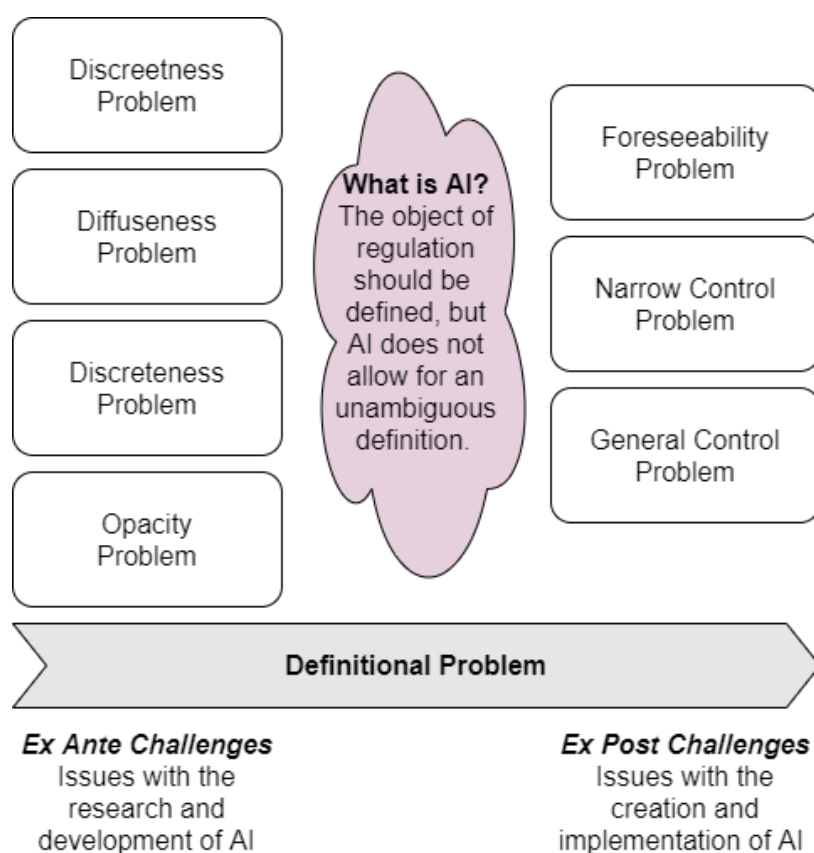 Discreetness
Problem
Diffuseness
Problem
Discreteness
Problem
Opacity
Problem
What is AI?
The object of
regulation
should be
defined, but
AI does not
allow for an
unambiguous
definition.
Foreseeability
Problem
Narrow Control
Problem
General Control
Problem
Definitional Problem
Ex Ante Challenges
Issues with the
research and
development of AI
Ex Post Challenges
Issues with the
creation and
implementation of AI